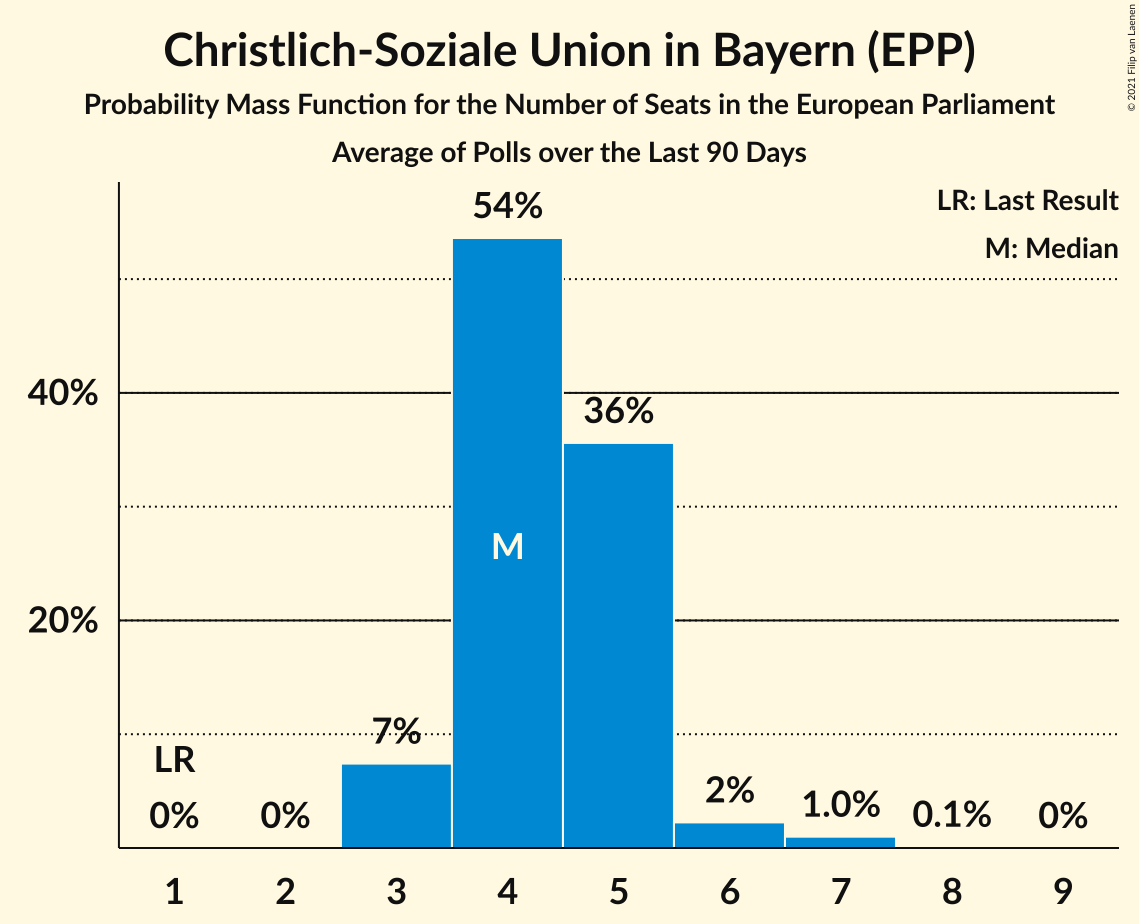 Christlich-Soziale Union in Bayern (EPP)
Probability Mass Function for the Number of Seats in the European Parliament
Average of Polls over the Last 90 Days
© 2021 Filip van Laenen
LR: Last Result
M: Median
54%
40%
36%
M
20%
7%
LR
0%
0%
2%
1.0%
0.1%
0%
1 2 3 4 5 6 7 8 9